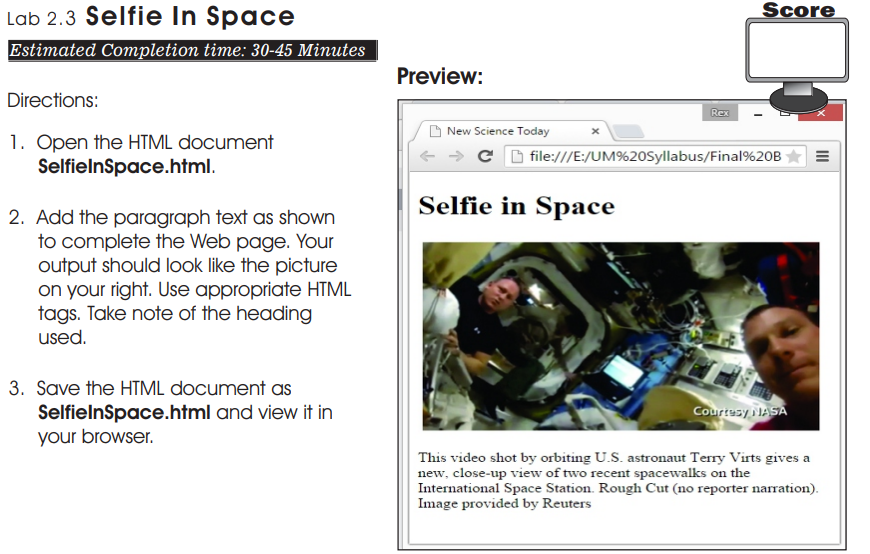 Lab 2.3 Selfie In Space
Estimated Completion time: 30-45 Minutes
Directions:
1. Open the HTML document
SelfieInSpace.html.
2. Add the paragraph text as shown
to complete the Web page. Your
output should look like the picture
on your right. Use appropriate HTML
tags. Take note of the heading
used.
3. Save the HTML document as
SelfieInSpace.html and view it in
your browser.
Score
Preview:
Rex
New Science Today
file:///E:/UM%20Syllabus/Final%20B
Selfie in Space
Courtesy NASA
This video shot by orbiting U.S. astronaut Terry Virts gives a
new, close-up view of two recent spacewalks on the
International Space Station. Rough Cut (no reporter narration).
Image provided by Reuters